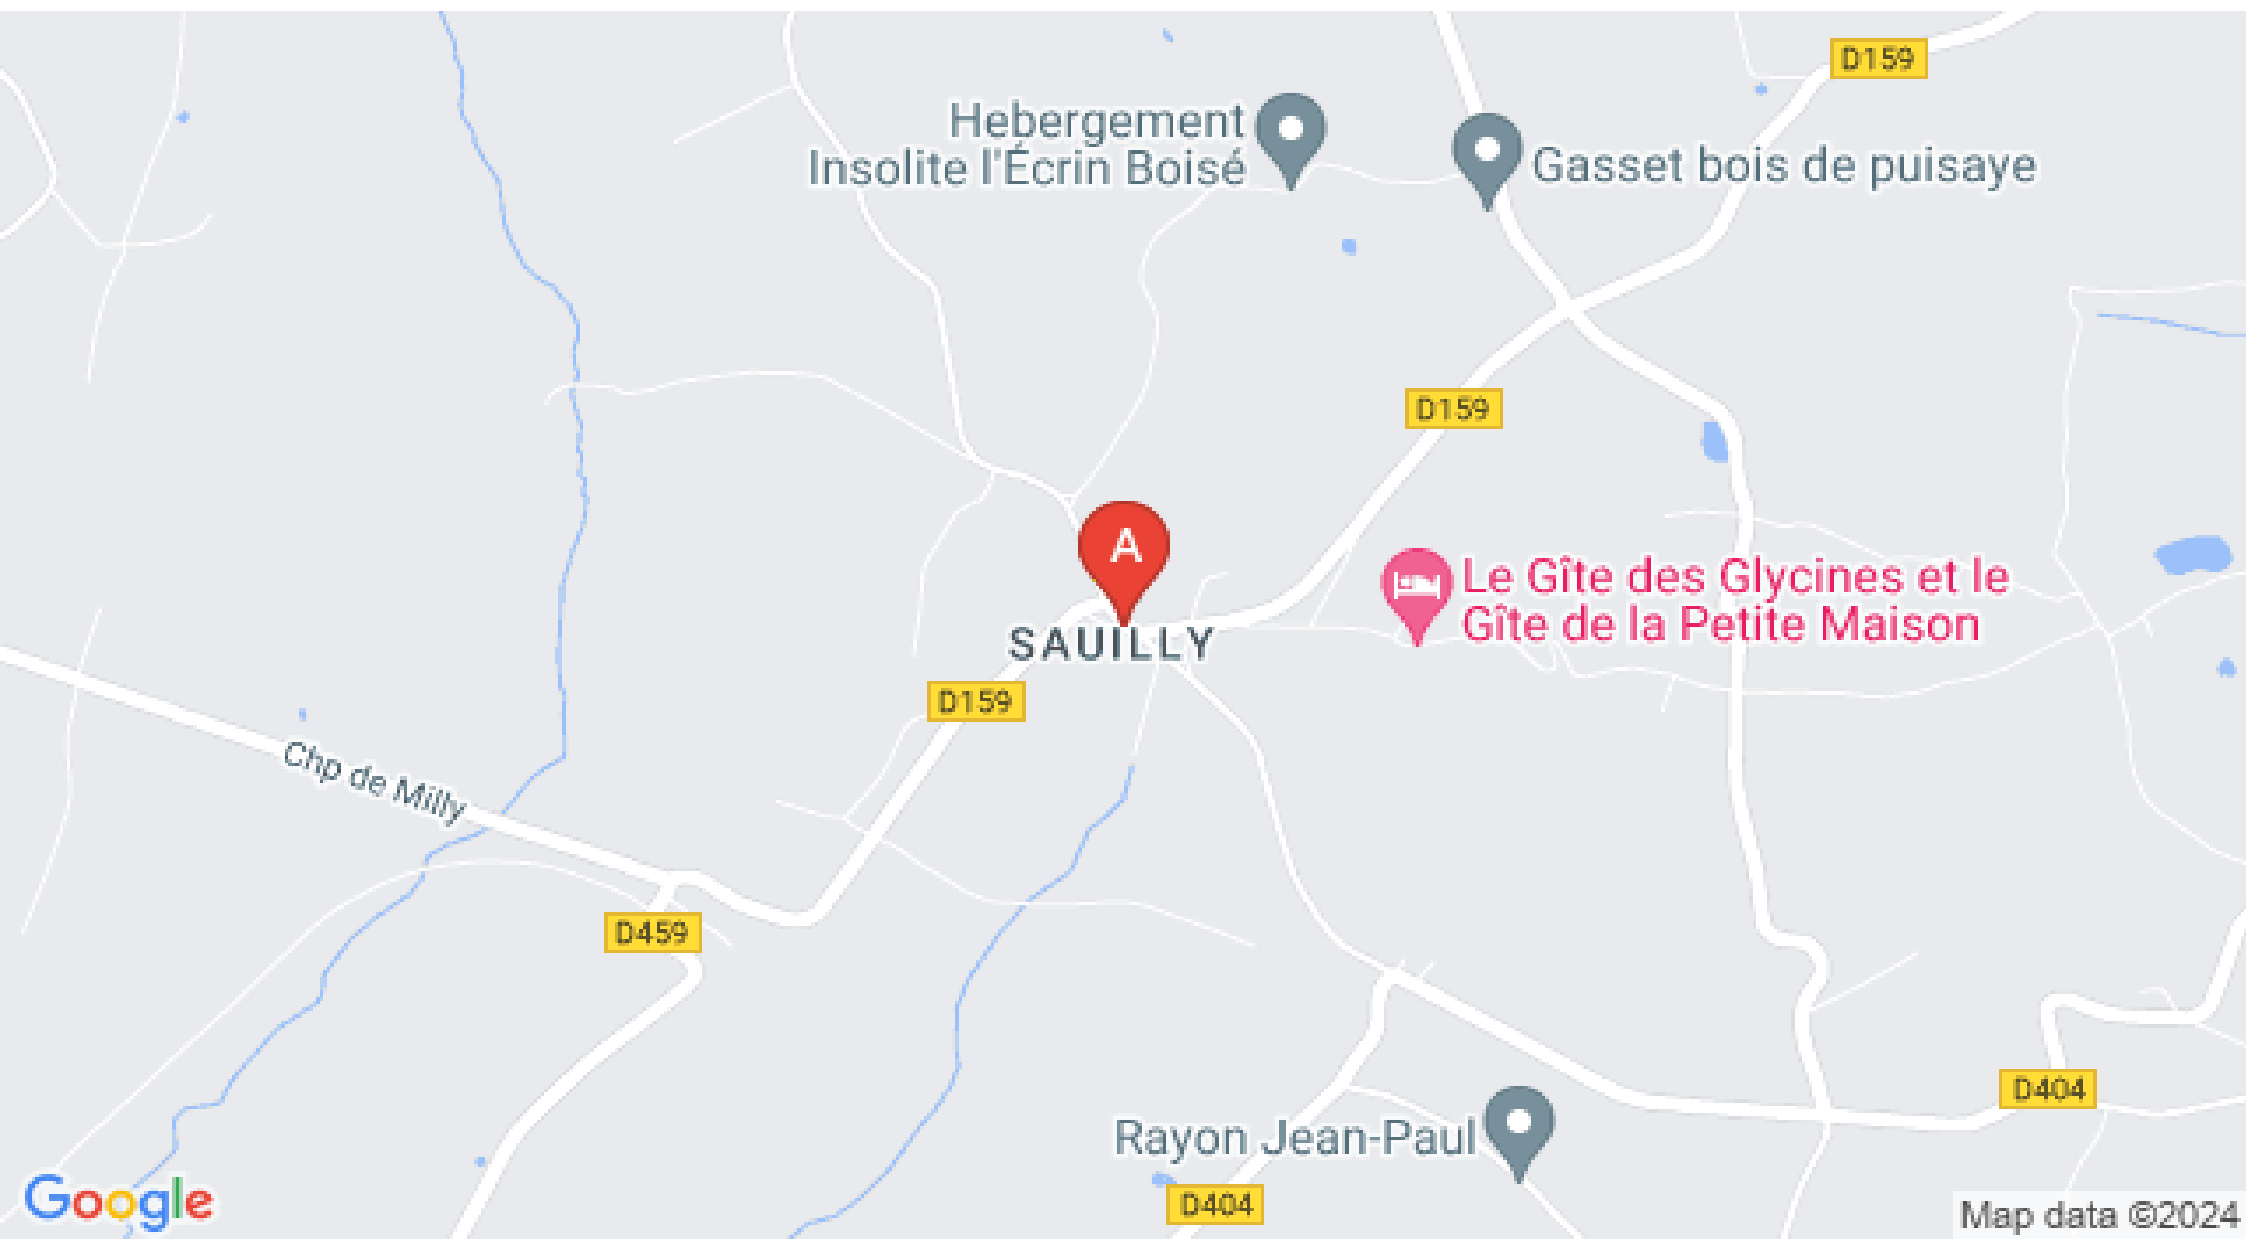 D159
Hebergement
Insolite l'Écrin Boisé
Gasset bois de puisaye
D159
A
Le Gîte des Glycines et le
Gîte de la Petite Maison
SAUILLY
D159
Chp de Milly
D459
D404
Rayon Jean-Paul
D404
Google
Map data ©2024